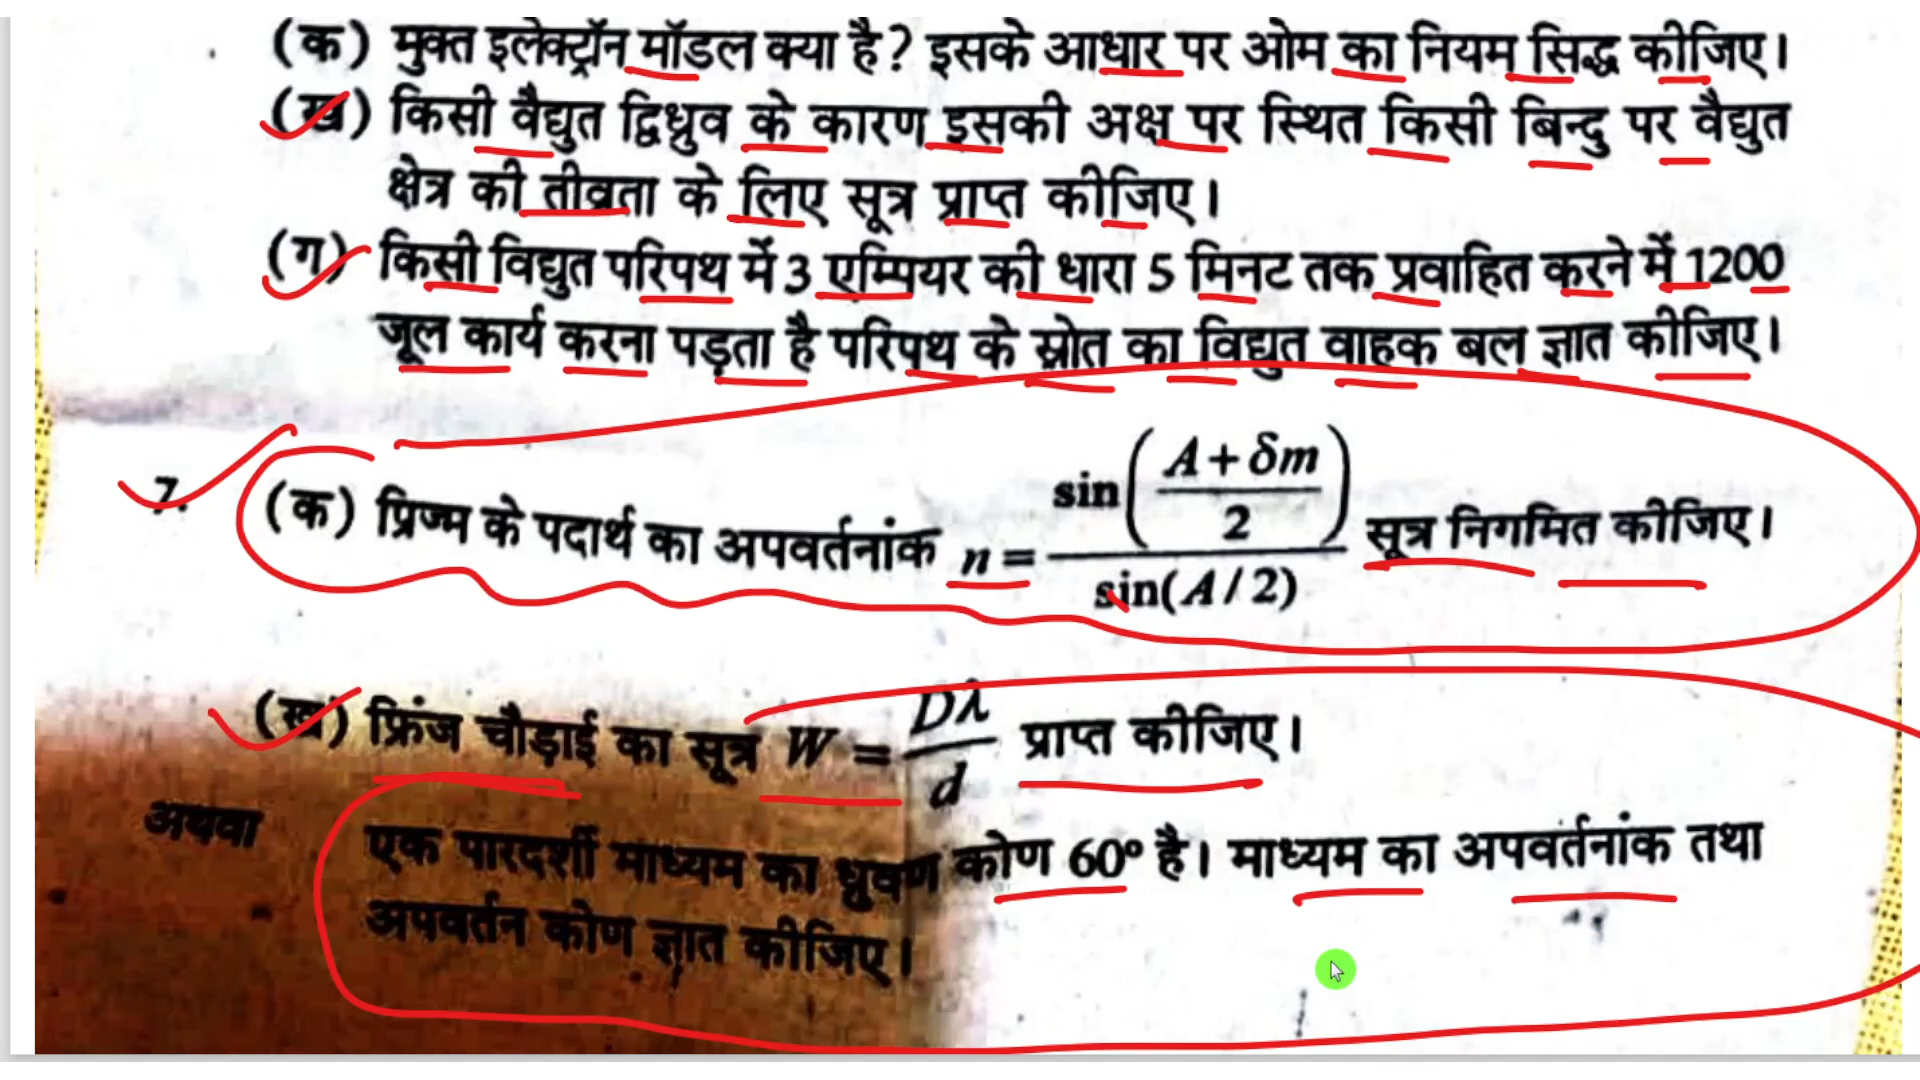 (क) मुक्त इलेक्ट्रॉन मॉडल क्या है? इसके आधार पर ओम का नियम सिद्ध कीजिए।
(ख) किसी वैद्युत द्विध्रुव के कारण इसकी अक्ष पर स्थित किसी बिन्दु पर वैद्युत
क्षेत्र की तीव्रता के लिए सूत्र प्राप्त कीजिए।
(ग) किसी विद्युत परिपथ में 3 एम्पियर की धारा 5 मिनट तक प्रवाहित करने में 1200
जूल कार्य करना पड़ता है परिपथ के स्रोत का विद्युत वाहक बल ज्ञात कीजिए।
7. (क) प्रिज्म के पदार्थ का अपवर्तनांक n = sin((A+δm)/2) / sin(A/2) सूत्र निगमित कीजिए।
(ख) फ्रिंज चौड़ाई का सूत्र W = Dλ/d प्राप्त कीजिए।
अथवा एक पारदर्शी माध्यम का ध्रुवण कोण 60° है। माध्यम का अपवर्तनांक तथा
अपवर्तन कोण ज्ञात कीजिए।